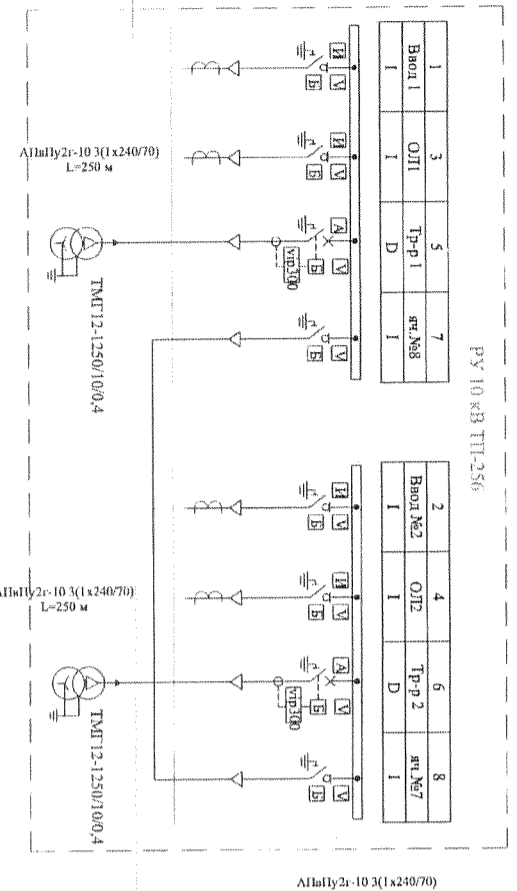 РУ 10 кВ ТП-256
1 3 5 7
Ввод 1 ОЛ1 Тр-р 1 яч.№8
I I D I
2 4 6 8
Ввод №2 ОЛ2 Тр-р 2 яч.№7
I I D I
И V И V А V V
Б Б Б Б
vip300
И V И V А V V
Б Б Б Б
vip300
АПвПу2г-10 3(1х240/70)
L=250 м
ТМГ12-1250/10/0,4
АПвПу2г-10 3(1х240/70)
L=250 м
ТМГ12-1250/10/0,4
АПвПу2г-10 3(1х240/70)